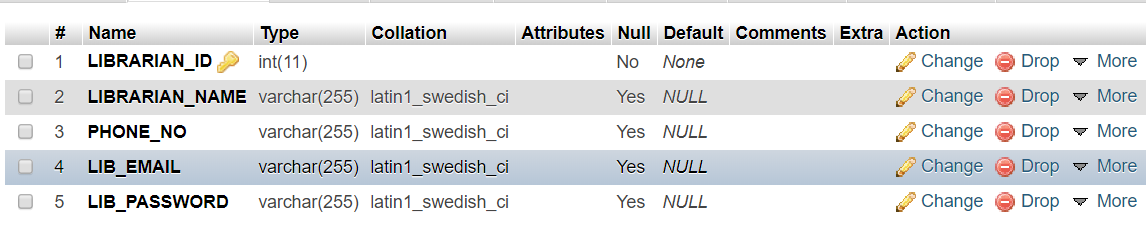 # Name Type Collation Attributes Null Default Comments Extra Action
1 LIBRARIAN_ID int(11) No None Change Drop More
2 LIBRARIAN_NAME varchar(255) latin1_swedish_ci Yes NULL Change Drop More
3 PHONE_NO varchar(255) latin1_swedish_ci Yes NULL Change Drop More
4 LIB_EMAIL varchar(255) latin1_swedish_ci Yes NULL Change Drop More
5 LIB_PASSWORD varchar(255) latin1_swedish_ci Yes NULL Change Drop More